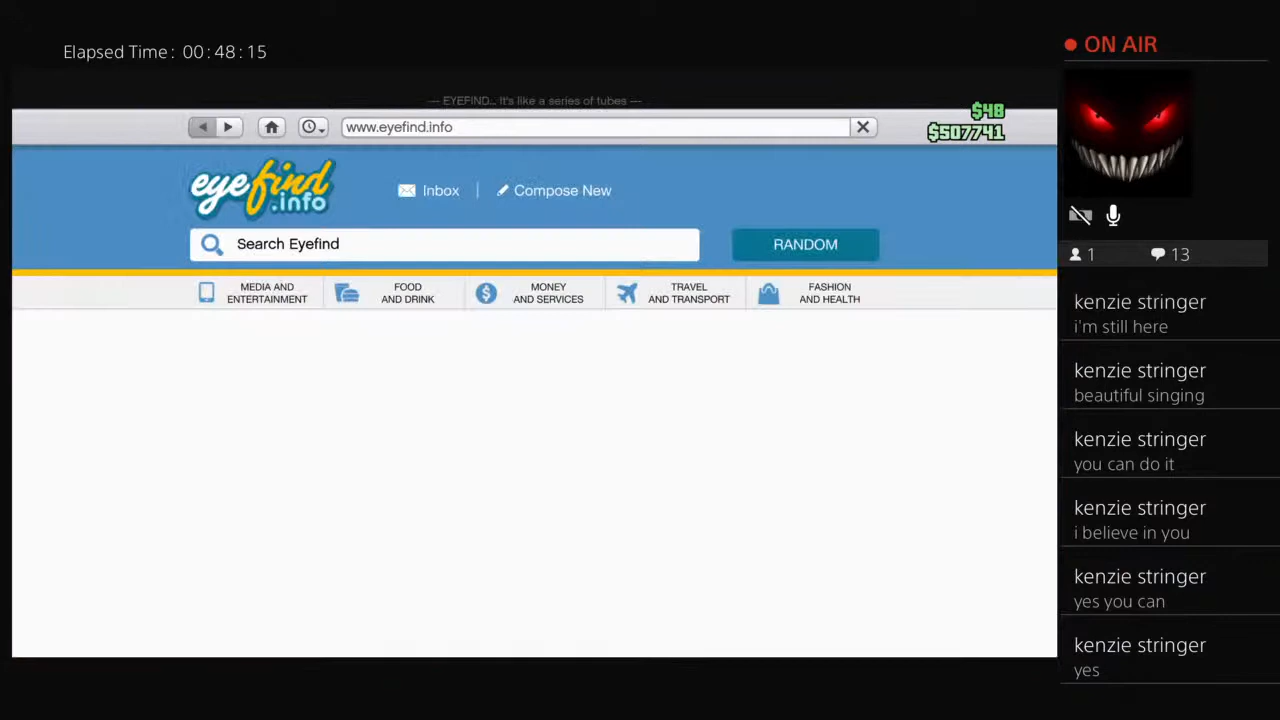 Elapsed Time: 00:48:15
ON AIR
— EYEFIND... It's like a series of tubes —
www.eyefind.info
$48
$507741
eyefind
.info
Inbox
Compose New
Search Eyefind
RANDOM
MEDIA AND
ENTERTAINMENT
FOOD
AND DRINK
MONEY
AND SERVICES
TRAVEL
AND TRANSPORT
FASHION
AND HEALTH
1
13
kenzie stringer
i'm still here
kenzie stringer
beautiful singing
kenzie stringer
you can do it
kenzie stringer
i believe in you
kenzie stringer
yes you can
kenzie stringer
yes